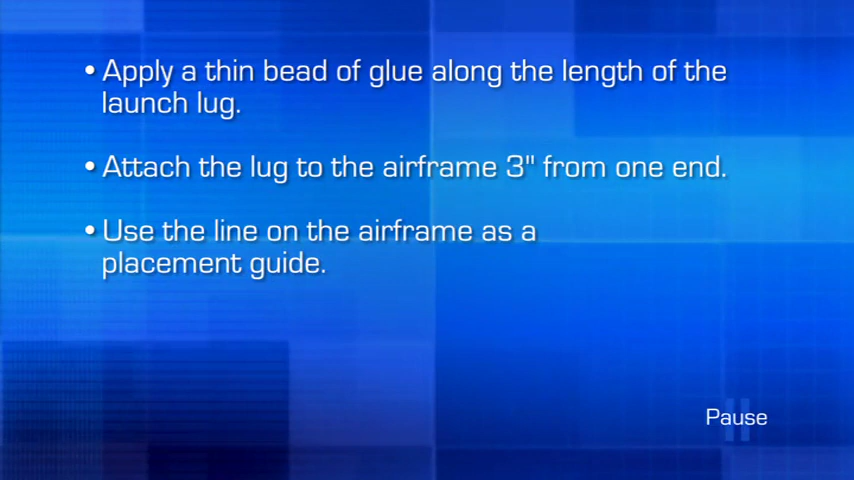 • Apply a thin bead of glue along the length of the
launch lug.
• Attach the lug to the airframe 3" from one end.
• Use the line on the airframe as a
placement guide.
Pause